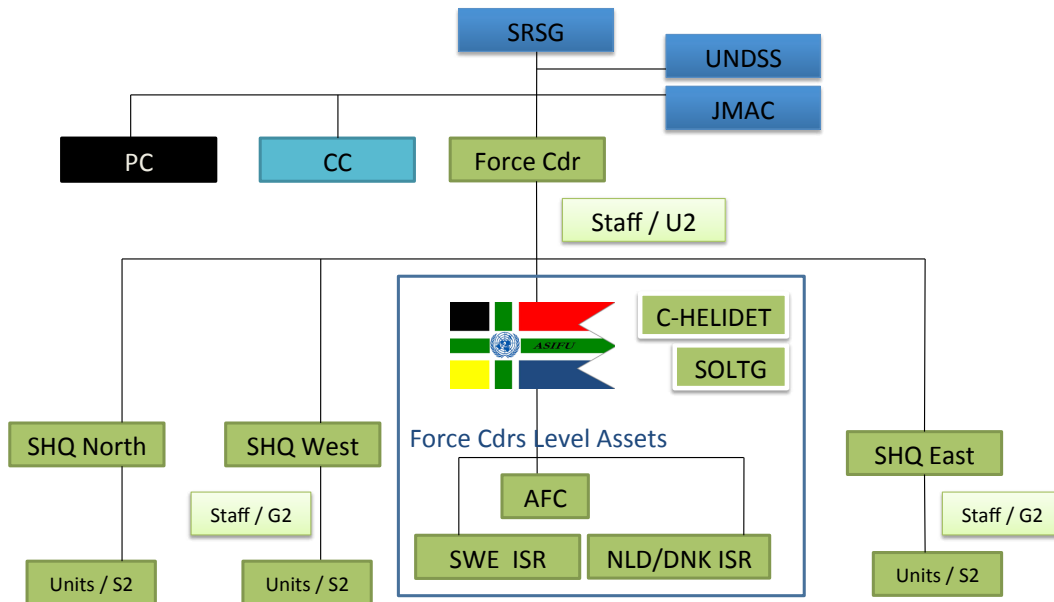 SRSG
UNDSS
JMAC
PC
CC
Force Cdr
Staff / U2
ASIFU
C-HELIDET
SOLTG
Force Cdrs Level Assets
SHQ North
SHQ West
SHQ East
AFC
Staff / G2
Staff / G2
SWE ISR
NLD/DNK ISR
Units / S2
Units / S2
Units / S2